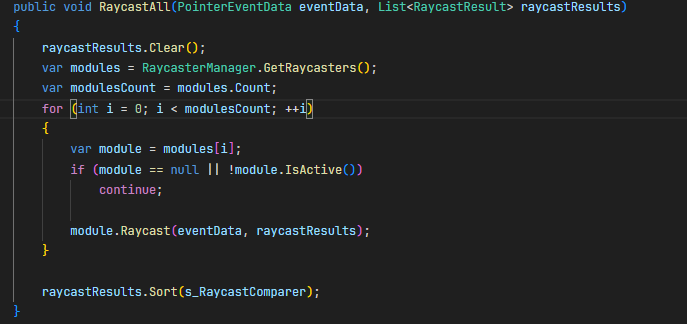 public void RaycastAll(PointerEventData eventData, List<RaycastResult> raycastResults)
{
    raycastResults.Clear();
    var modules = RaycasterManager.GetRaycasters();
    var modulesCount = modules.Count;
    for (int i = 0; i < modulesCount; ++i)
    {
        var module = modules[i];
        if (module == null || !module.IsActive())
            continue;

        module.Raycast(eventData, raycastResults);
    }

    raycastResults.Sort(s_RaycastComparer);
}